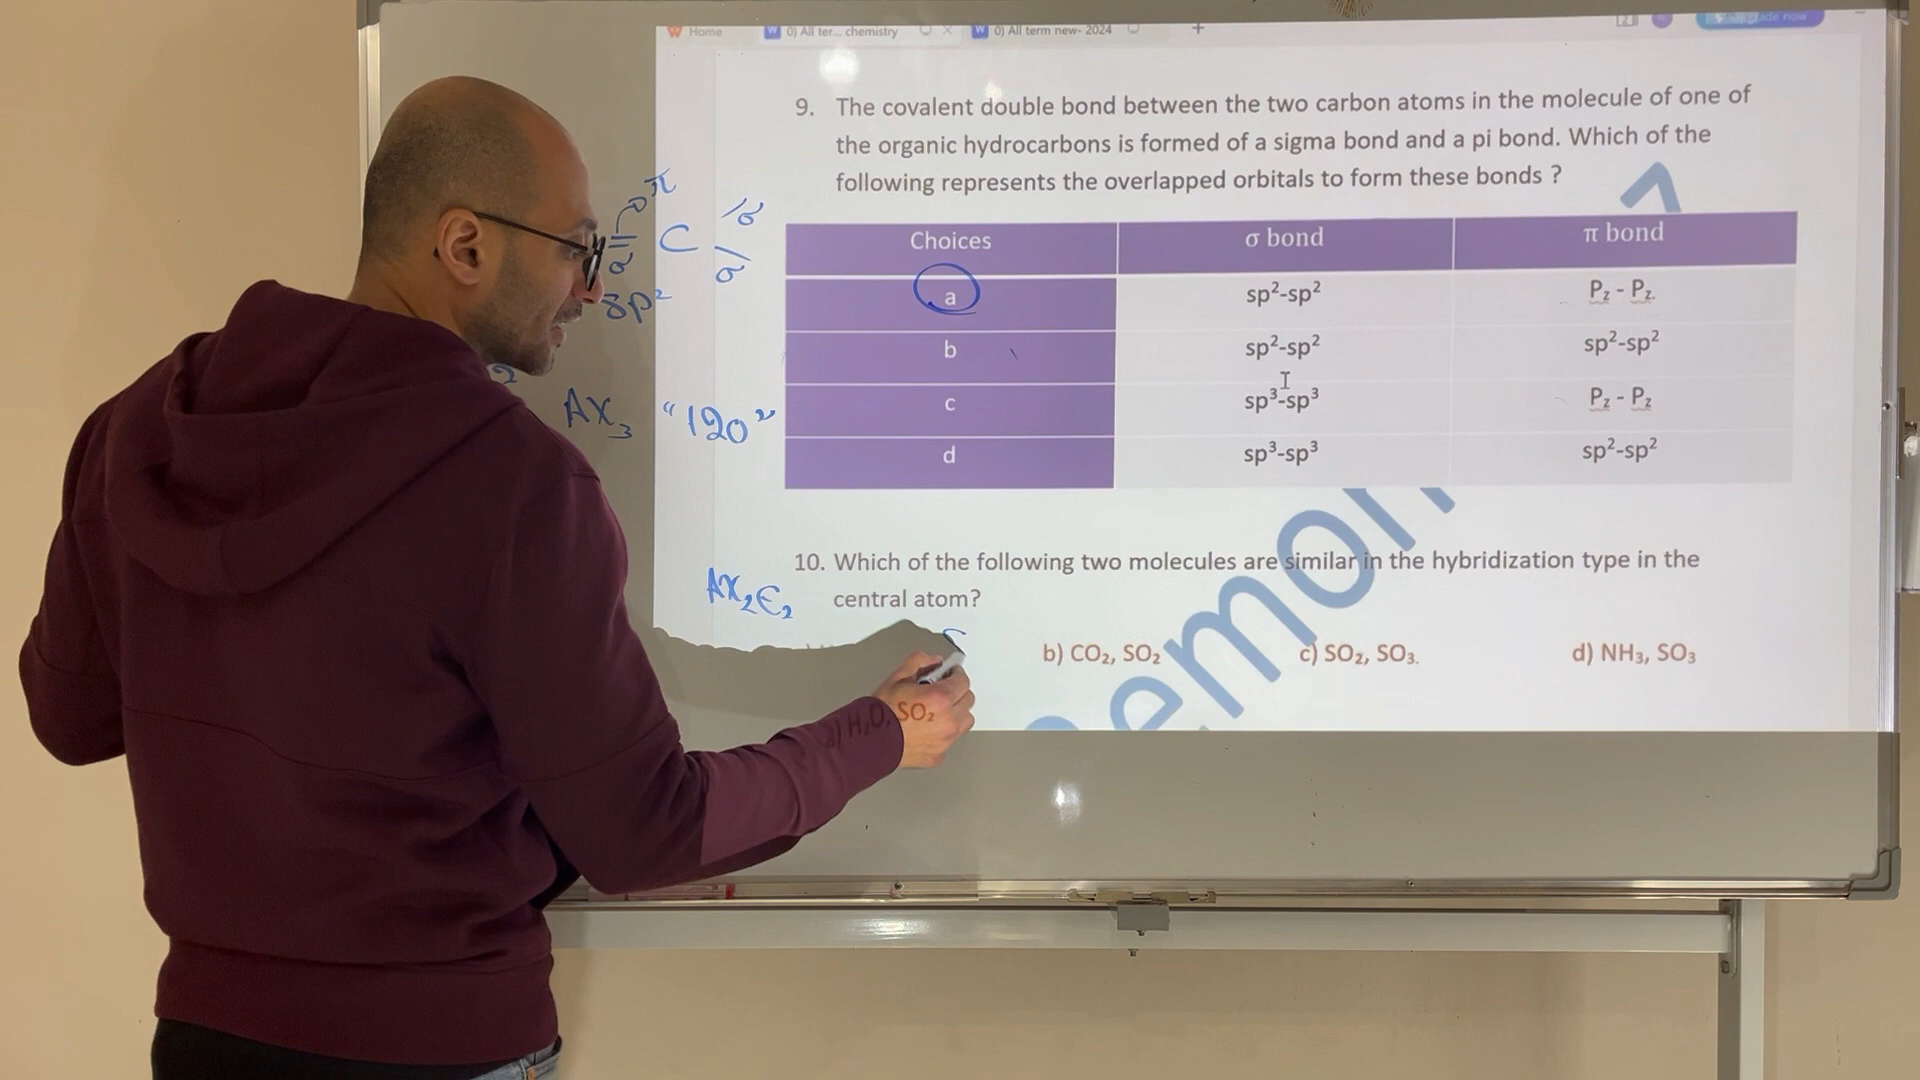 Home
0) All ter... chemistry
0) All term new- 2024
9. The covalent double bond between the two carbon atoms in the molecule of one of
the organic hydrocarbons is formed of a sigma bond and a pi bond. Which of the
following represents the overlapped orbitals to form these bonds ?
π
C
σ
σ
σ
sp²
Choices σ bond π bond
a sp²-sp² P_z - P_z.
b sp²-sp² sp²-sp²
c sp³-sp³ P_z - P_z
d sp³-sp³ sp²-sp²
AX₃ "120"
10. Which of the following two molecules are similar in the hybridization type in the
central atom?
AX₂E₂
a) H₂O, SO₂ b) CO₂, SO₂ c) SO₂, SO₃. d) NH₃, SO₃